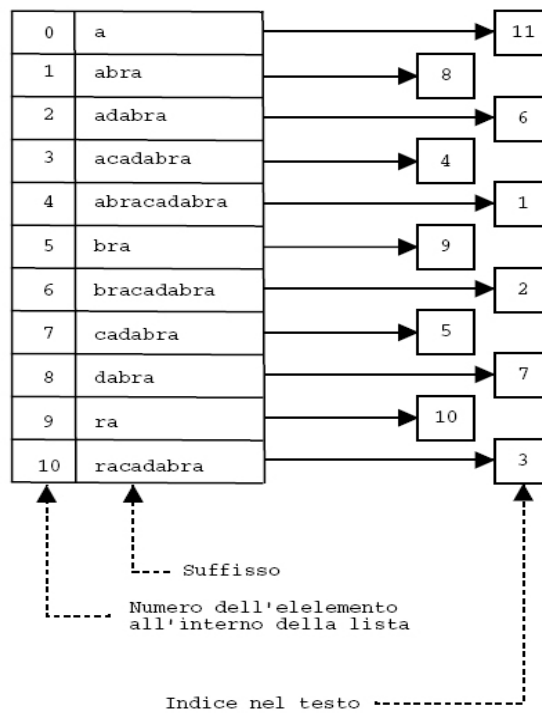 0 a 11
1 abra 8
2 adabra 6
3 acadabra 4
4 abracadabra 1
5 bra 9
6 bracadabra 2
7 cadabra 5
8 dabra 7
9 ra 10
10 racadabra 3
Suffisso
Numero dell'elelemento
all'interno della lista
Indice nel testo